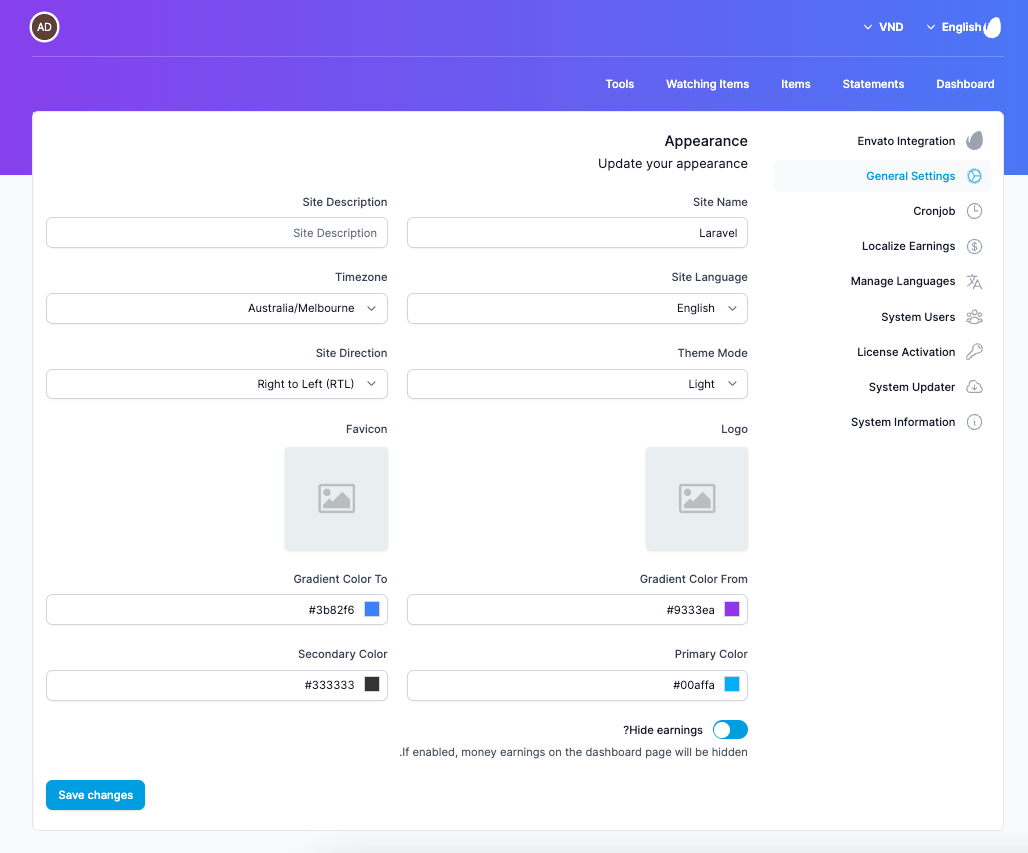 AD
VND
English
Tools
Watching Items
Items
Statements
Dashboard
Envato Integration
General Settings
Cronjob
Localize Earnings
Manage Languages
System Users
License Activation
System Updater
System Information
Appearance
Update your appearance
Site Name
Laravel
Site Description
Site Description
Site Language
English
Timezone
Australia/Melbourne
Theme Mode
Light
Site Direction
Right to Left (RTL)
Logo
Favicon
Gradient Color From
#9333ea
Gradient Color To
#3b82f6
Primary Color
#00affa
Secondary Color
#333333
?Hide earnings
.If enabled, money earnings on the dashboard page will be hidden
Save changes